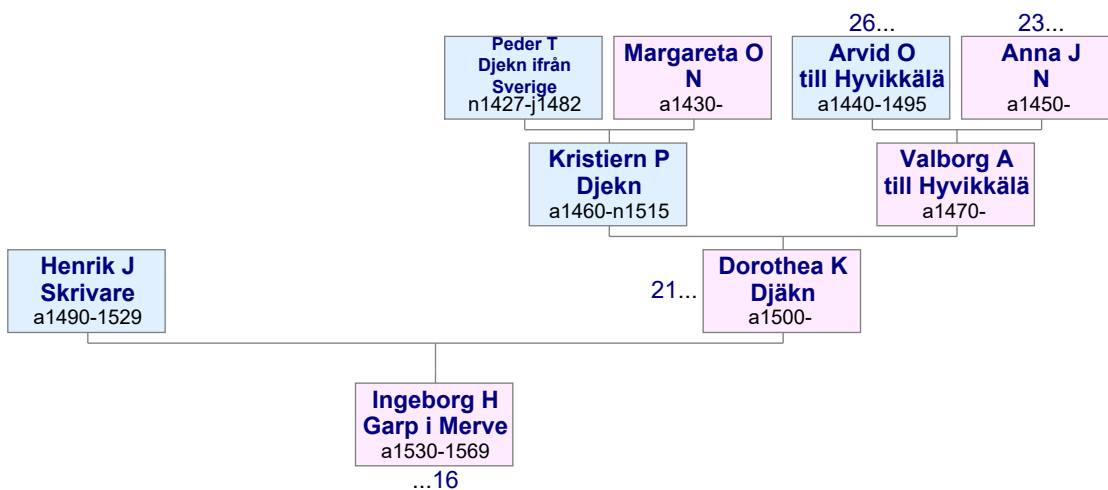 26...
23...
Peder T
Djekn ifrån
Sverige
n1427-j1482
Margareta O
N
a1430-
Arvid O
till Hyvikkälä
a1440-1495
Anna J
N
a1450-
Kristiern P
Djekn
a1460-n1515
Valborg A
till Hyvikkälä
a1470-
Henrik J
Skrivare
a1490-1529
21...
Dorothea K
Djäkn
a1500-
Ingeborg H
Garp i Merve
a1530-1569
...16